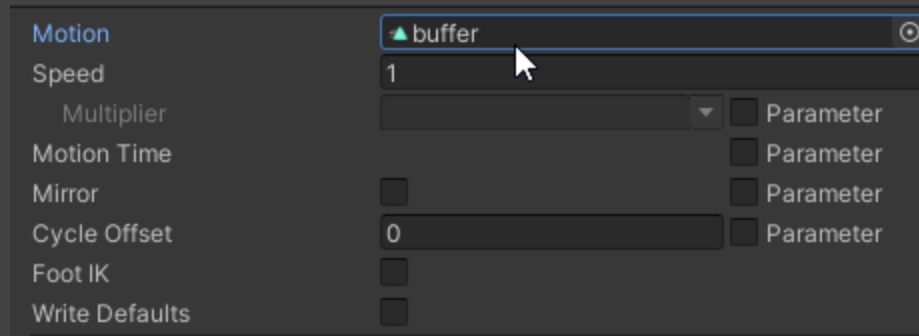 Motion buffer
Speed 1
Multiplier Parameter
Motion Time Parameter
Mirror Parameter
Cycle Offset 0 Parameter
Foot IK
Write Defaults